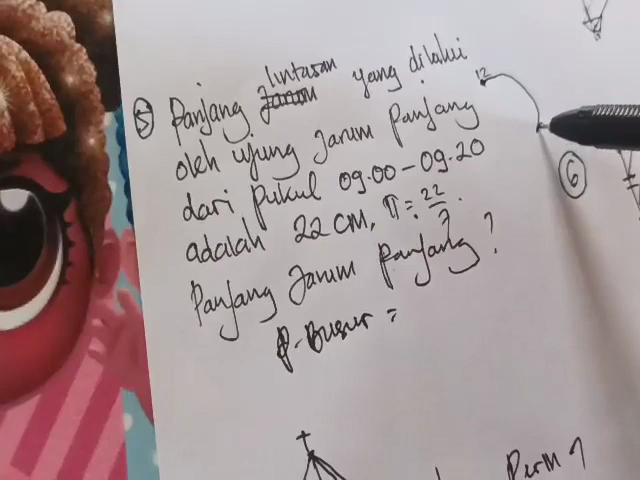 5 Panjang lintasan yang dilalui
12
oleh ujung Jarum Panjang
dari Pukul 09.00-09.20
6
adalah 22 CM, π = 22/7.
Panjang Jarum Panjang?
P. Busur =